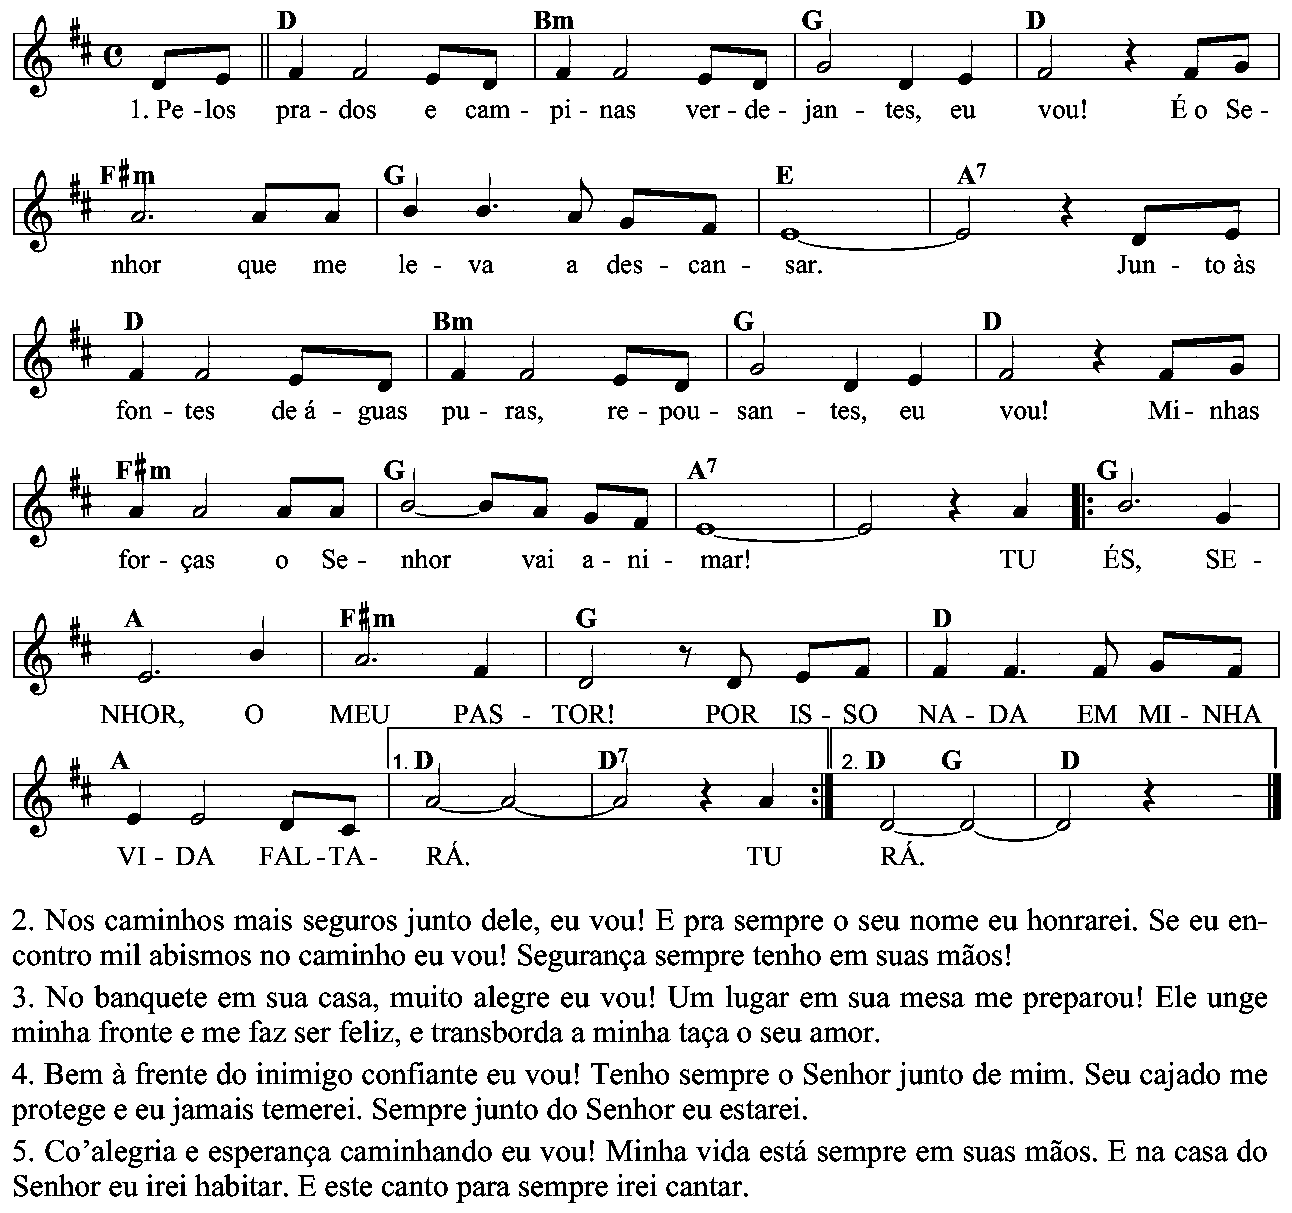 D Bm G D
1. Pe -los pra - dos e cam - pi - nas ver - de - jan - tes, eu vou! É o Se -
F#m G E A7
nhor que me le - va a des - can - sar. Jun - to às
D Bm G D
fon - tes de á - guas pu - ras, re - pou - san - tes, eu vou! Mi - nhas
F#m G A7 G
for - ças o Se - nhor vai a - ni - mar! TU ÉS, SE -
A F#m G D
NHOR, O MEU PAS - TOR! POR IS - SO NA - DA EM MI - NHA
A 1. D D7 2. D G D
VI - DA FAL -TA - RÁ. TU RÁ.
2. Nos caminhos mais seguros junto dele, eu vou! E pra sempre o seu nome eu honrarei. Se eu en-
contro mil abismos no caminho eu vou! Segurança sempre tenho em suas mãos!
3. No banquete em sua casa, muito alegre eu vou! Um lugar em sua mesa me preparou! Ele unge
minha fronte e me faz ser feliz, e transborda a minha taça o seu amor.
4. Bem à frente do inimigo confiante eu vou! Tenho sempre o Senhor junto de mim. Seu cajado me
protege e eu jamais temerei. Sempre junto do Senhor eu estarei.
5. Co’alegria e esperança caminhando eu vou! Minha vida está sempre em suas mãos. E na casa do
Senhor eu irei habitar. E este canto para sempre irei cantar.